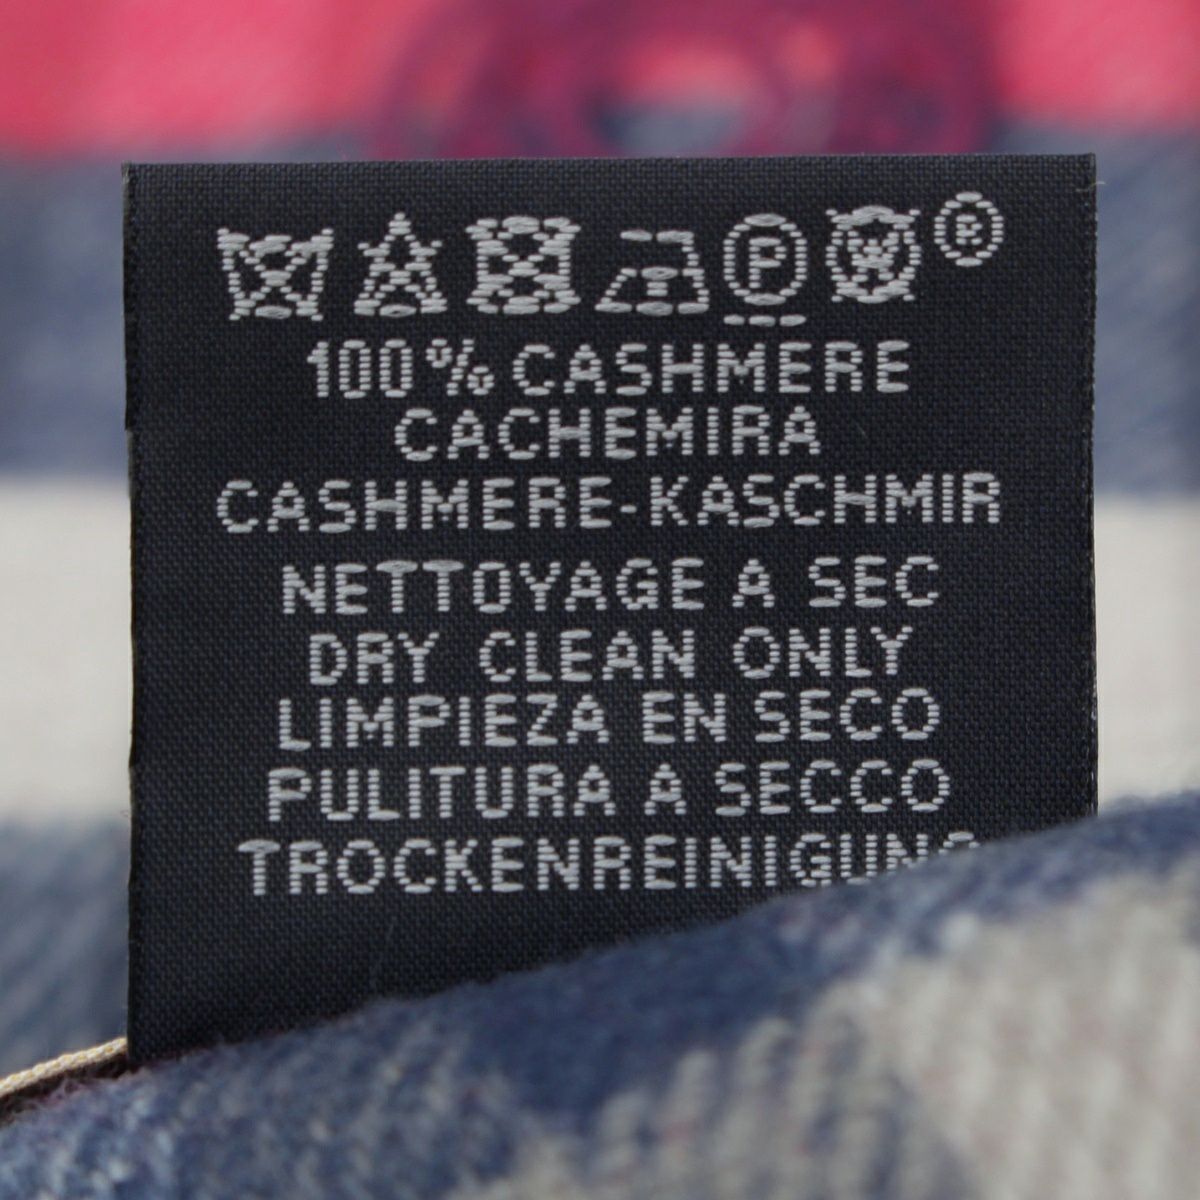 P W ®
100% CASHMERE
CACHEMIRA
CASHMERE-KASCHMIR
NETTOYAGE A SEC
DRY CLEAN ONLY
LIMPIEZA EN SECO
PULITURA A SECCO
TROCKENREINIGUNG